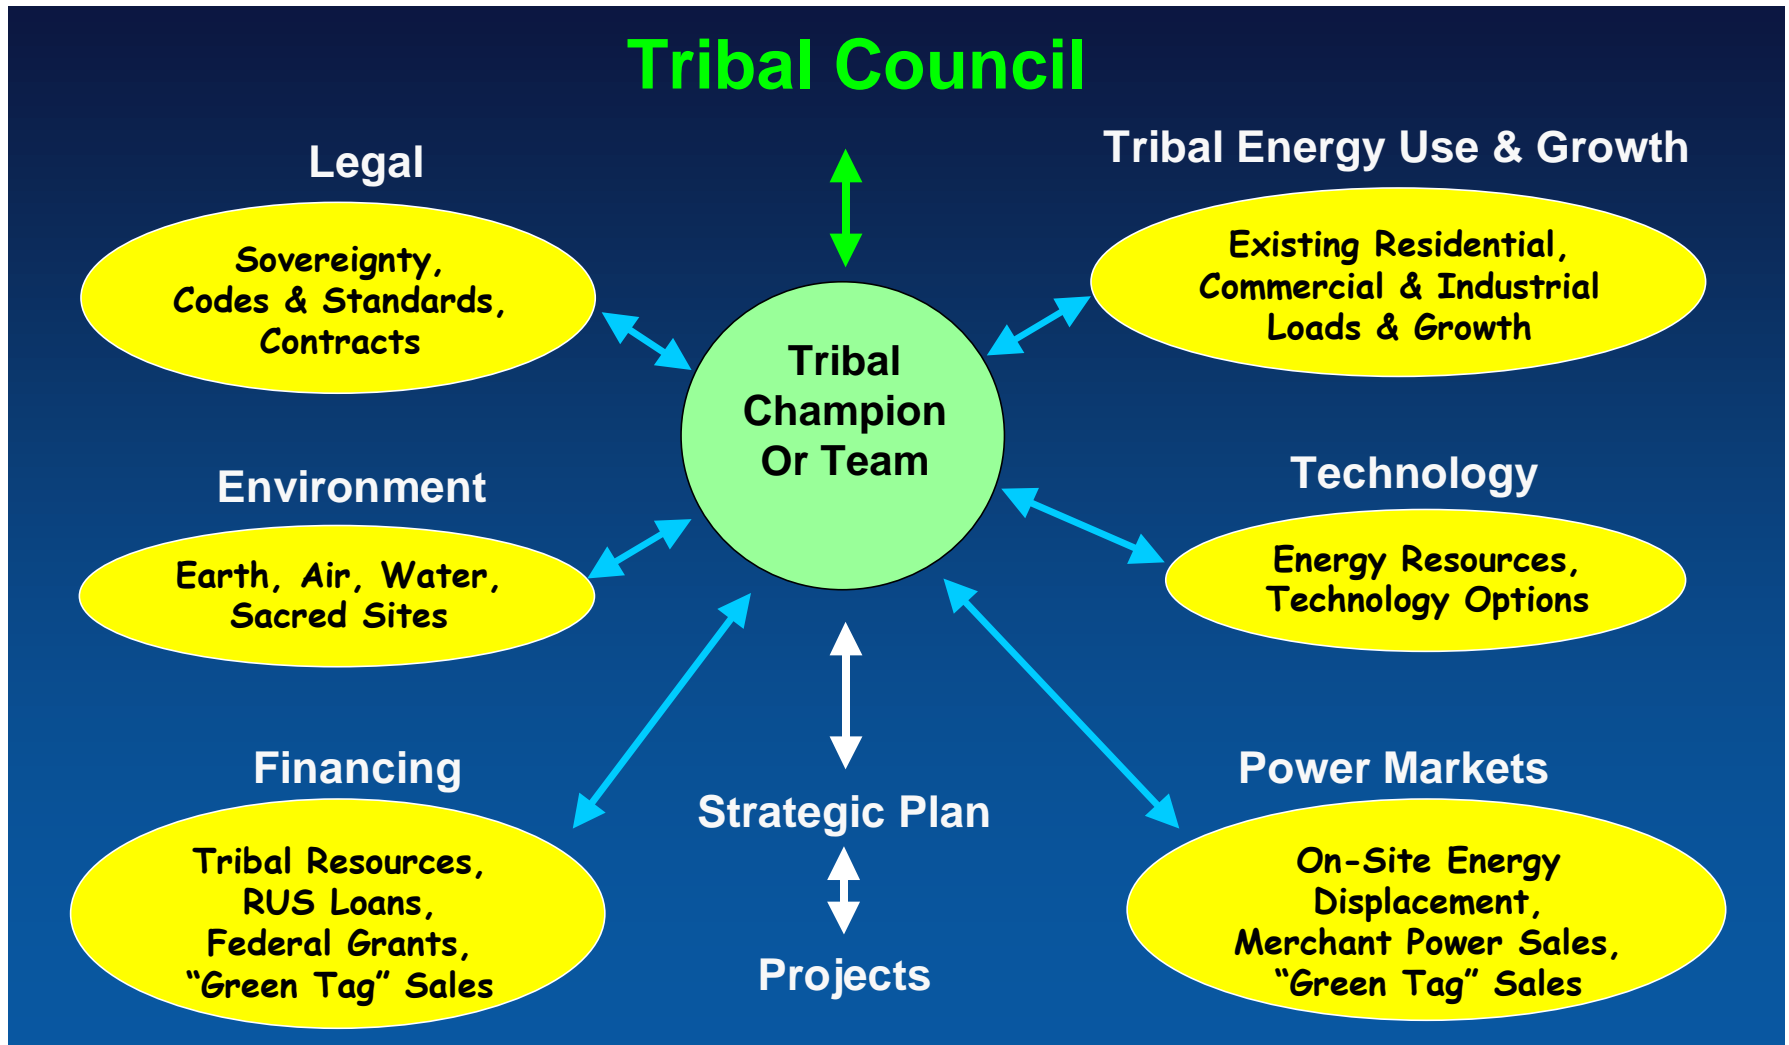 Tribal Council
Legal
Sovereignty,
Codes & Standards,
Contracts
Tribal Energy Use & Growth
Existing Residential,
Commercial & Industrial
Loads & Growth
Tribal
Champion
Or Team
Environment
Earth, Air, Water,
Sacred Sites
Technology
Energy Resources,
Technology Options
Financing
Tribal Resources,
RUS Loans,
Federal Grants,
“Green Tag” Sales
Strategic Plan
Projects
Power Markets
On-Site Energy
Displacement,
Merchant Power Sales,
“Green Tag” Sales